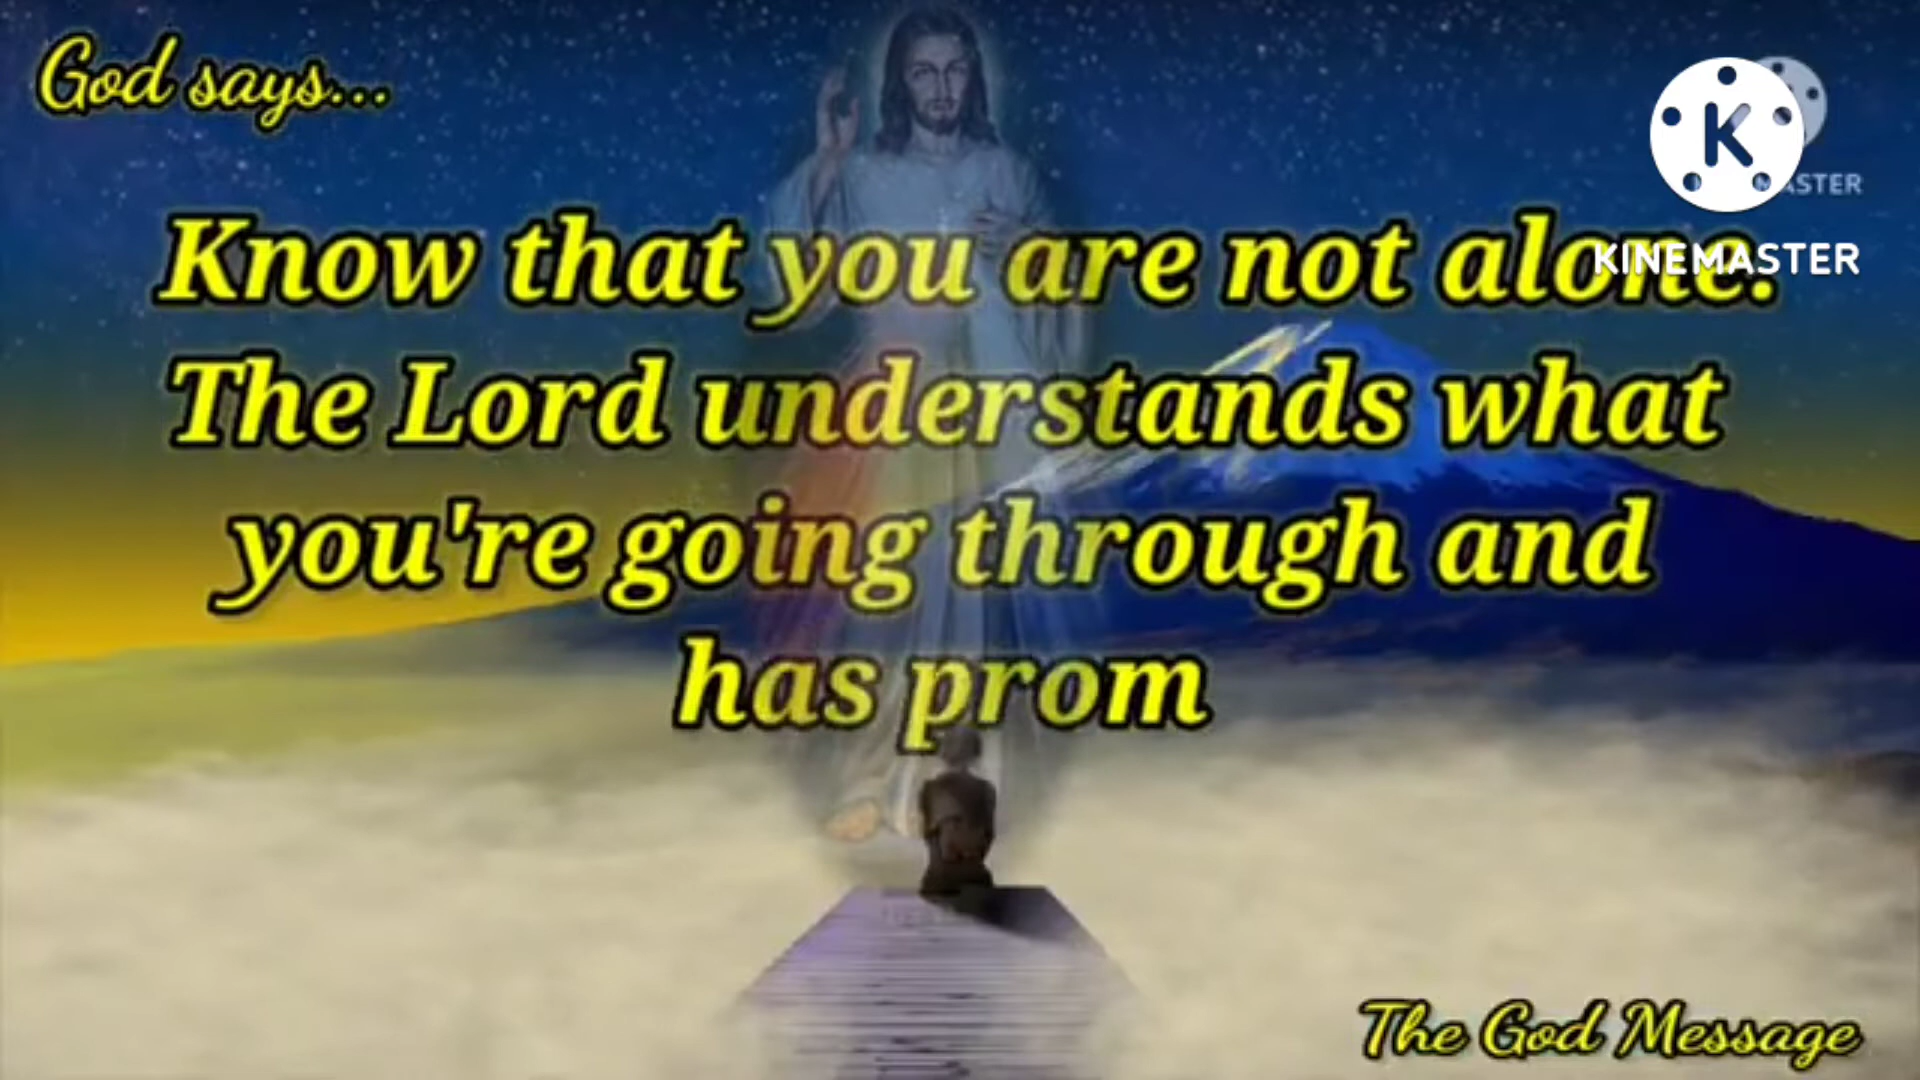 God says...
KINEMASTER
Know that you are not alone.
The Lord understands what
you're going through and
has prom
The God Message